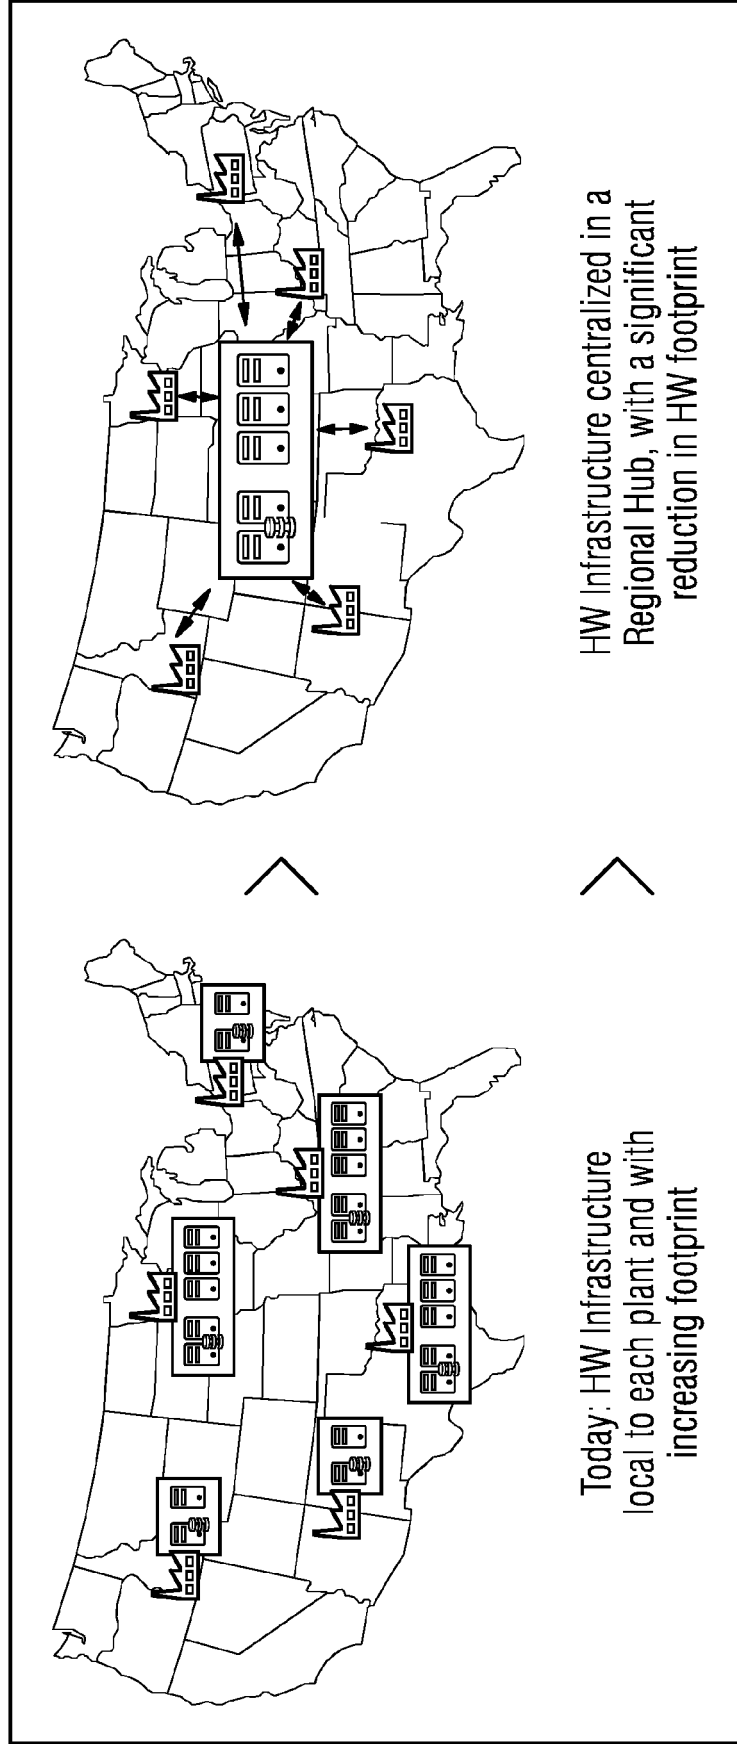 Today: HW Infrastructure
local to each plant and with
increasing footprint
HW Infrastructure centralized in a
Regional Hub, with a significant
reduction in HW footprint